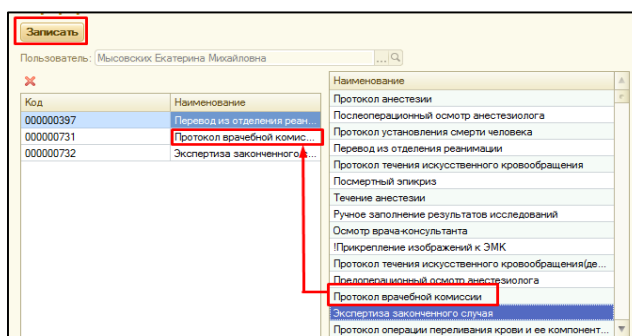 Записать
Пользователь: Мысовских Екатерина Михайловна
...
Код Наименование
000000397 Перевод из отделения реан...
000000731 Протокол врачебной комис...
000000732 Экспертиза законченного...
Наименование
Протокол анестезии
Послеоперационный осмотр анестезиолога
Протокол установления смерти человека
Перевод из отделения реанимации
Протокол течения искусственного кровообращения
Посмертный эпикриз
Течение анестезии
Ручное заполнение результатов исследований
Осмотр врача-консультанта
!Прикрепление изображений к ЭМК
Протокол течения искусственного кровообращения(де...
Предоперационный осмотр анестезиолога
Протокол врачебной комиссии
Экспертиза законченного случая
Протокол операции переливания крови и ее компонент...